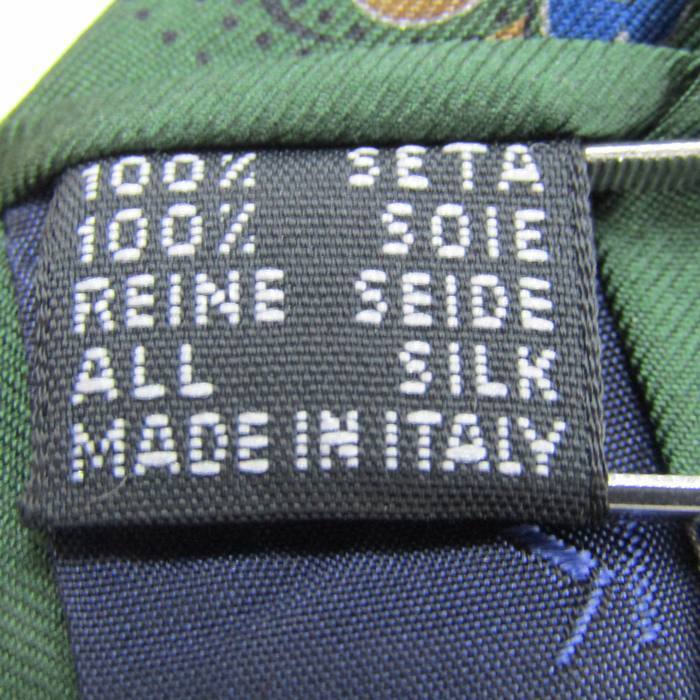 100% SETA
100% SOIE
REINE SEIDE
ALL SILK
MADE IN ITALY